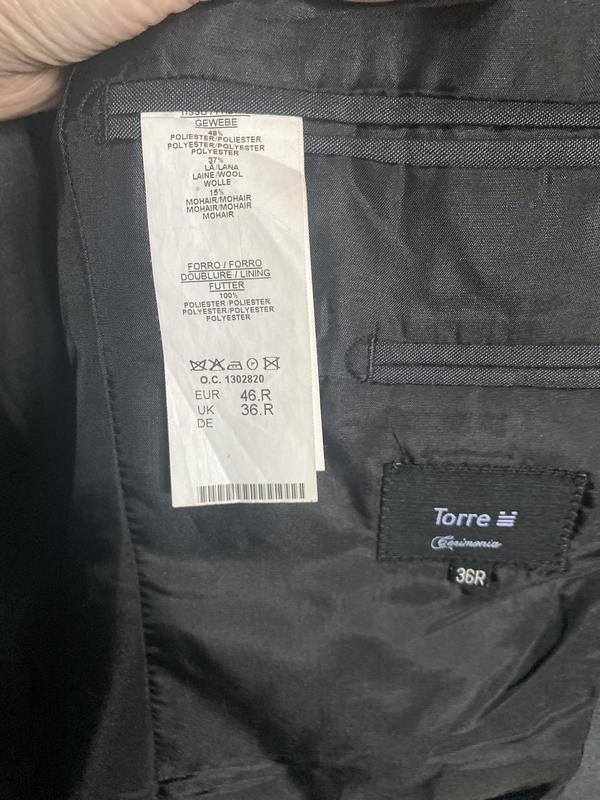 GEWEBE
48%
POLIESTER/POLIESTER
POLYESTER/POLYESTER
POLYESTER
37%
LÃ/LANA
LAINE/WOOL
WOLLE
15%
MOHAIR/MOHAIR
MOHAIR/MOHAIR
MOHAIR
FORRO / FORRO
DOUBLURE / LINING
FUTTER
100%
POLIESTER/POLIESTER
POLYESTER/POLYESTER
POLYESTER
O.C. 1302820
EUR 46.R
UK 36.R
DE
Torre
Cerimonia
36R